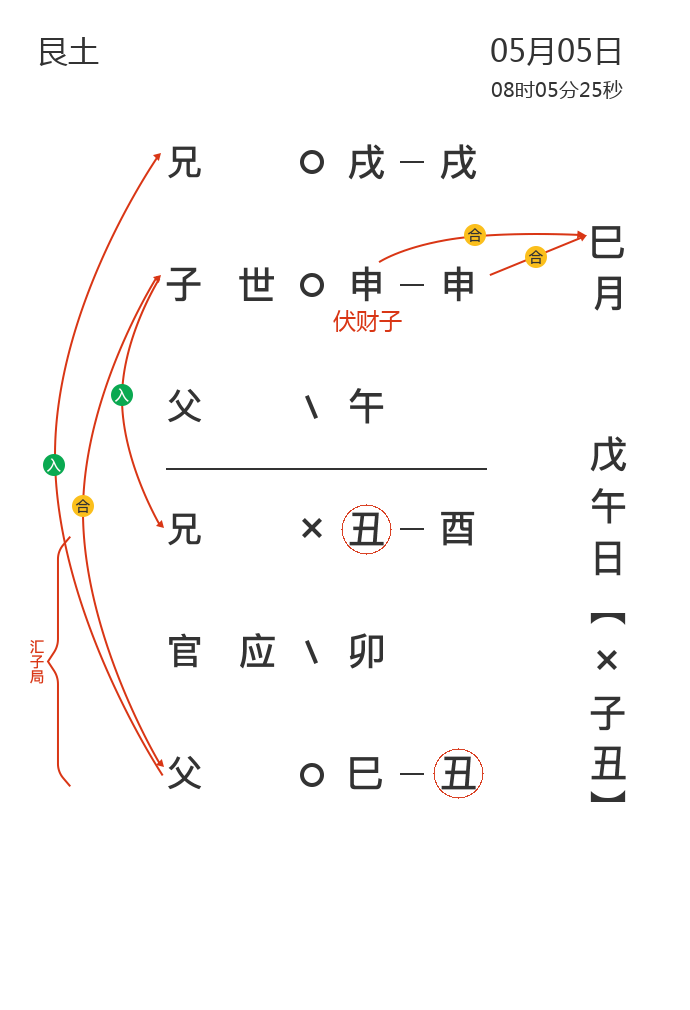 艮土
05月05日
08时05分25秒
兄 戌 — 戌
子 世 申 — 申
伏财子
父 \ 午
兄 × 丑 — 酉
官 应 \ 卯
父 巳 — 丑
合
合
入
入
合
汇子局
巳月
戊午日【×子丑】